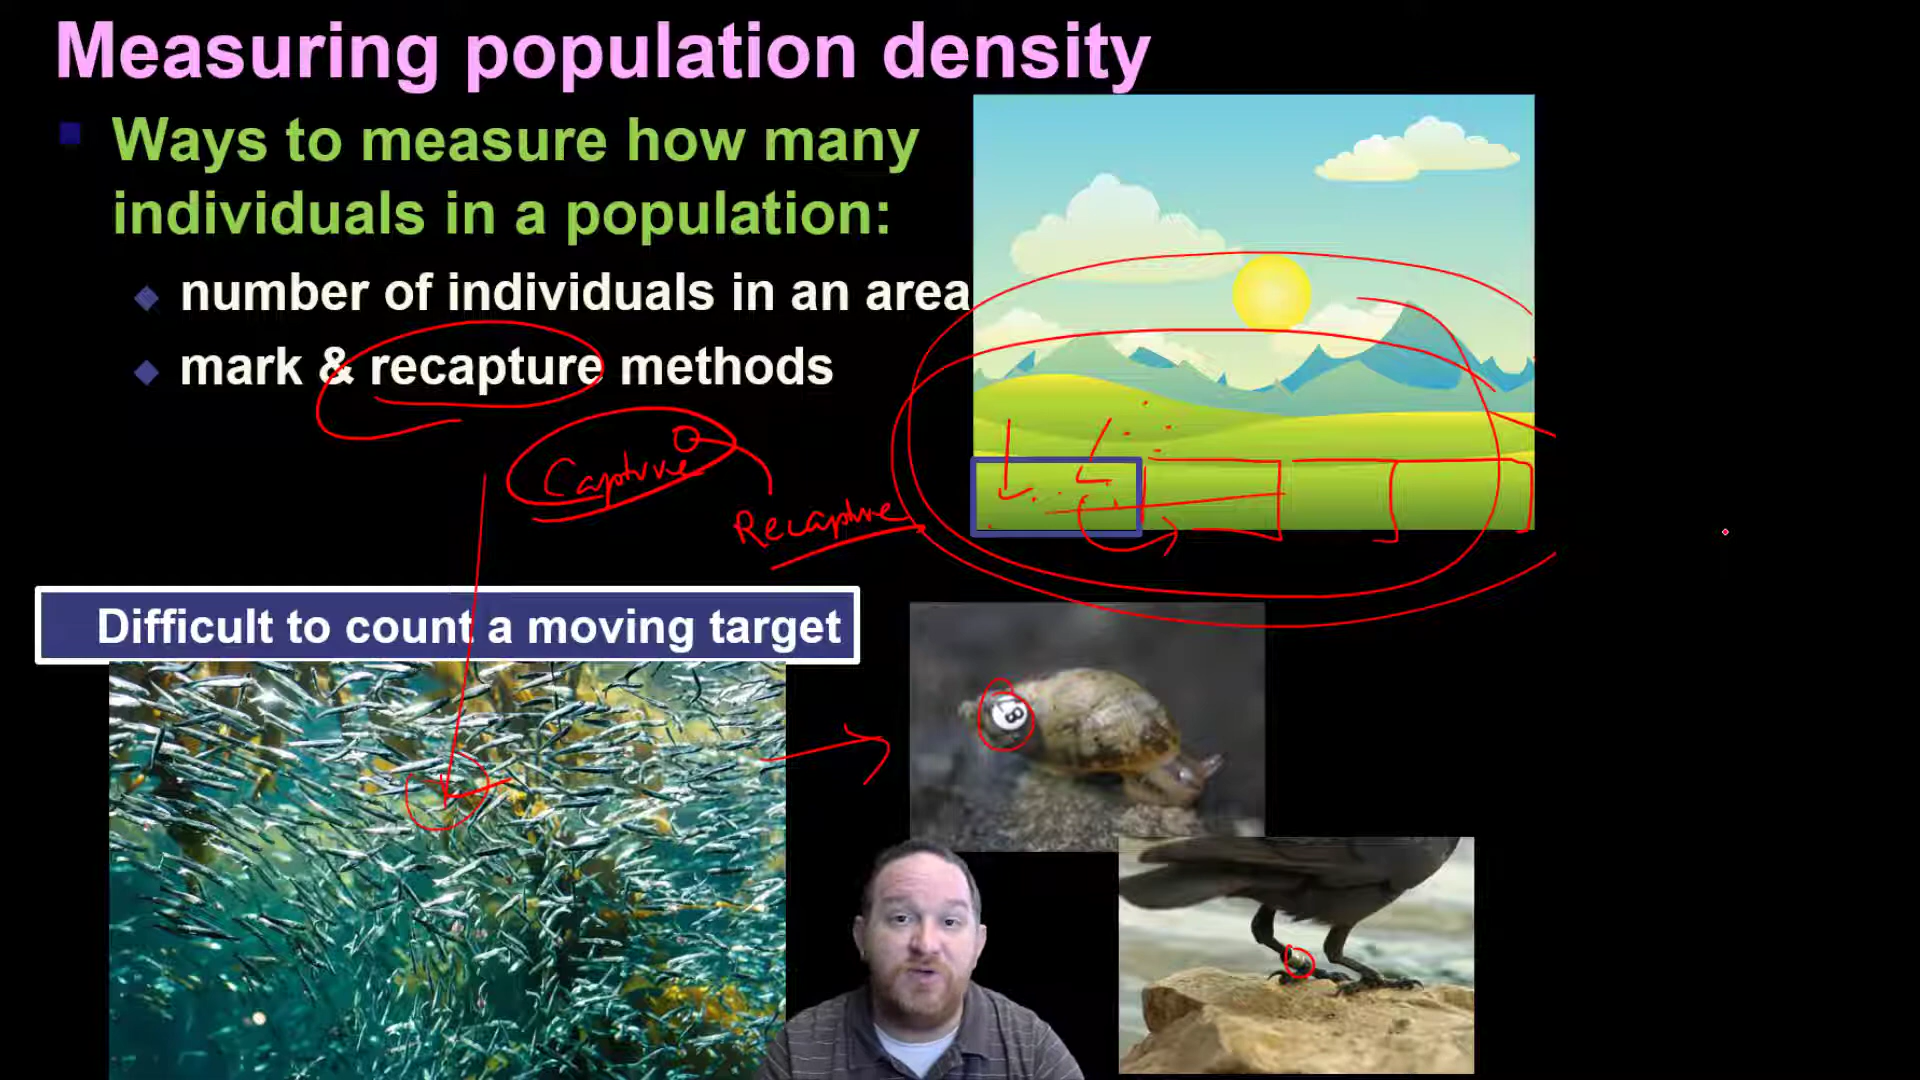 Measuring population density
Ways to measure how many
individuals in a population:
number of individuals in an area
mark & recapture methods
Capture
Recapture
Difficult to count a moving target
8